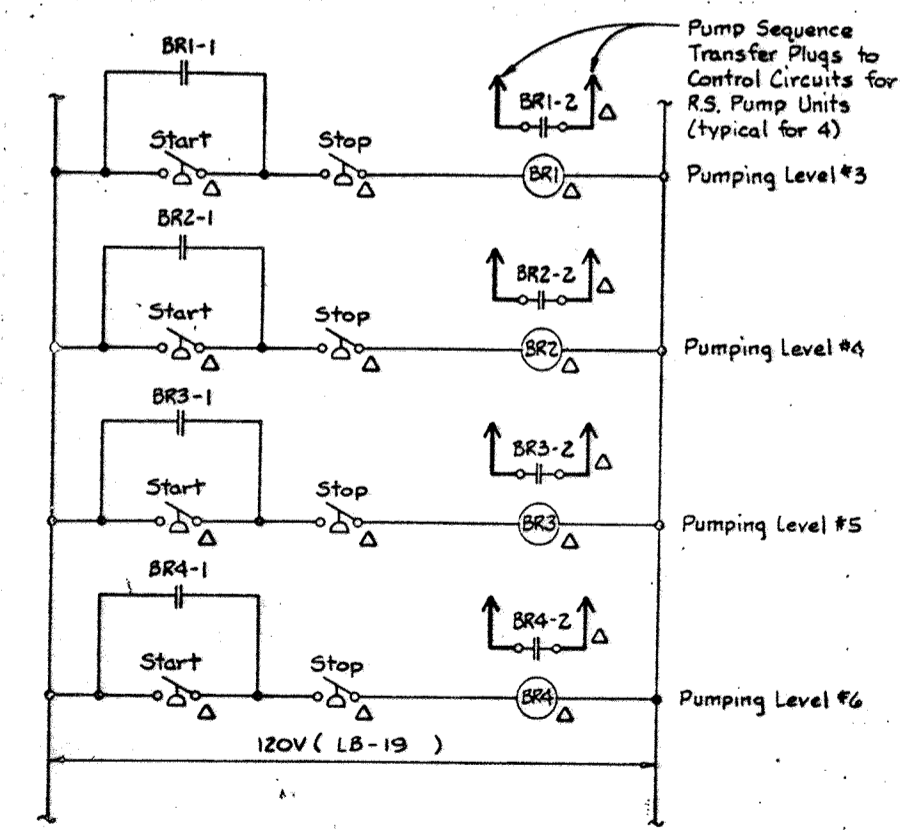 BR1-1
Pump Sequence
Transfer Plugs to
Control Circuits for
R.S. Pump Units
(typical for 4)
BR1-2
Start
Stop
BR1
Pumping Level #3
BR2-1
BR2-2
Start
Stop
BR2
Pumping Level #4
BR3-1
BR3-2
Start
Stop
BR3
Pumping Level #5
BR4-1
BR4-2
Start
Stop
BR4
Pumping Level #6
120V ( LB-19 )